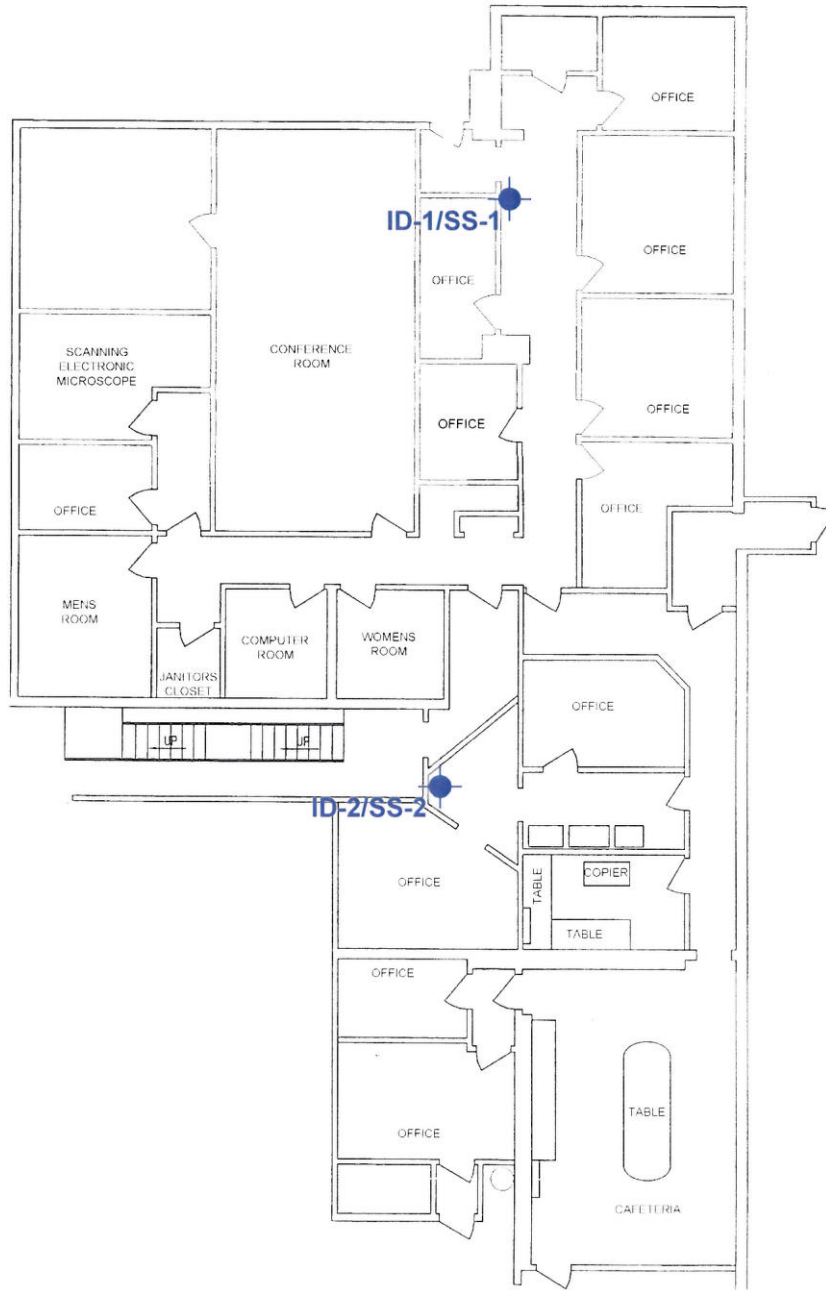 OFFICE
ID-1/SS-1
OFFICE
OFFICE
SCANNING
ELECTRONIC
MICROSCOPE
CONFERENCE
ROOM
OFFICE
OFFICE
OFFICE
OFFICE
OFFICE
MENS
ROOM
COMPUTER
ROOM
WOMENS
ROOM
JANITORS
CLOSET
OFFICE
UP
UP
ID-2/SS-2
OFFICE
TABLE
COPIER
TABLE
OFFICE
TABLE
OFFICE
CAFETERIA